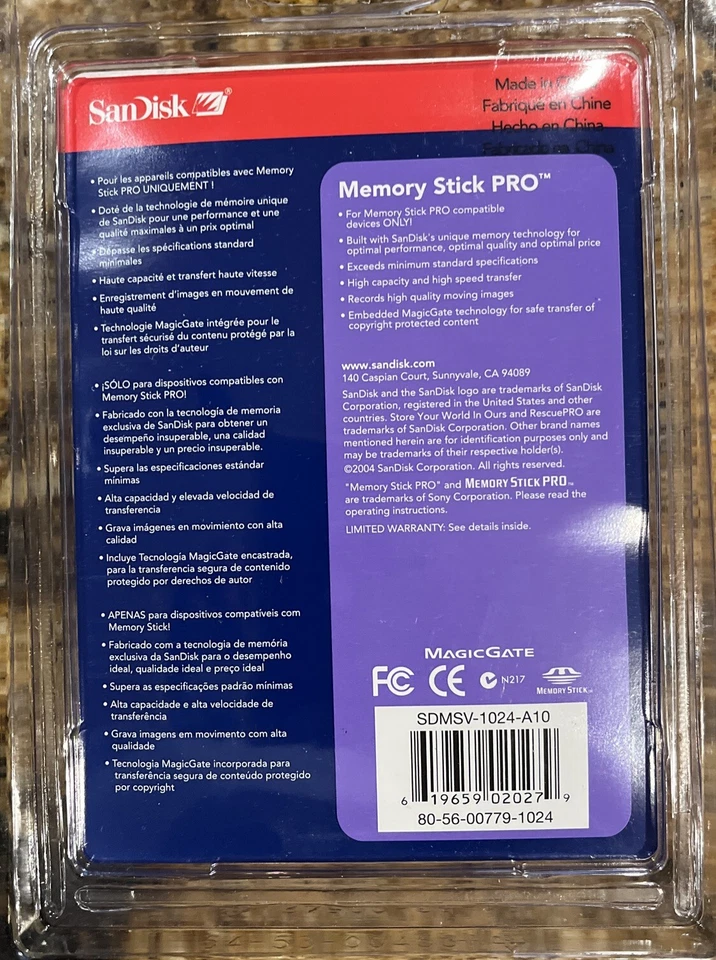 SanDisk®
Made in
Fabriqué en Chine
Hecho en China
Fabricado en China
• Pour les appareils compatibles avec Memory
Stick PRO UNIQUEMENT !
• Doté de la technologie de mémoire unique
de SanDisk pour une performance et une
qualité maximales à un prix optimal
• Dépasse les spécifications standard
minimales
• Haute capacité et transfert haute vitesse
• Enregistrement d'images en mouvement de
haute qualité
• Technologie MagicGate intégrée pour le
transfert sécurisé du contenu protégé par la
loi sur les droits d'auteur
• ¡SÓLO para dispositivos compatibles con
Memory Stick PRO!
• Fabricado con la tecnología de memoria
exclusiva de SanDisk para obtener un
desempeño insuperable, una calidad
insuperable y un precio insuperable.
• Supera las especificaciones estándar
mínimas
• Alta capacidad y elevada velocidad de
transferencia
• Grava imágenes en movimiento con alta
calidad
• Incluye Tecnología MagicGate encastrada,
para la transferencia segura de contenido
protegido por derechos de autor
• APENAS para dispositivos compatíveis com
Memory Stick!
• Fabricado com a tecnologia de memória
exclusiva da SanDisk para o desempenho
ideal, qualidade ideal e preço ideal
• Supera as especificações padrão mínimas
• Alta capacidade e alta velocidade de
transferência
• Grava imagens em movimento com alta
qualidade
• Tecnologia MagicGate incorporada para
transferência segura de conteúdo protegido
por copyright
Memory Stick PRO™
• For Memory Stick PRO compatible
devices ONLY!
• Built with SanDisk's unique memory technology for
optimal performance, optimal quality and optimal price
• Exceeds minimum standard specifications
• High capacity and high speed transfer
• Records high quality moving images
• Embedded MagicGate technology for safe transfer of
copyright protected content
www.sandisk.com
140 Caspian Court, Sunnyvale, CA 94089
SanDisk and the SanDisk logo are trademarks of SanDisk
Corporation, registered in the United States and other
countries. Store Your World In Ours and RescuePRO are
trademarks of SanDisk Corporation. Other brand names
mentioned herein are for identification purposes only and
may be trademarks of their respective holder(s).
©2004 SanDisk Corporation. All rights reserved.
"Memory Stick PRO" and MEMORY STICK PRO™
are trademarks of Sony Corporation. Please read the
operating instructions.
LIMITED WARRANTY: See details inside.
MAGICGATE
FC CE N217 MEMORY STICK™
SDMSV-1024-A10
6 19659 02027 9
80-56-00779-1024